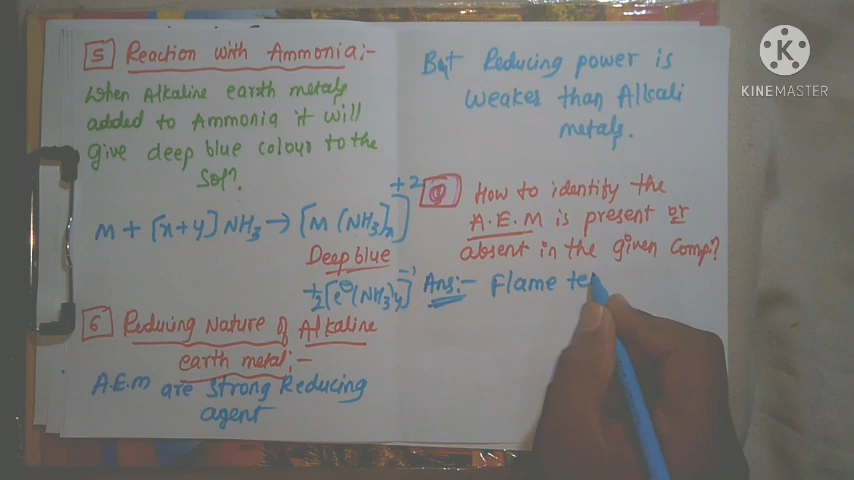 5 Reaction with Ammonia:-
When Alkaline earth metals
added to Ammonia it will
give deep blue colour to the
Solⁿ.
M + [x+y] NH₃ → [M (NH₃)x]⁺²
Deep blue
+2[e⊖(NH₃)y]⁻¹
6 Reducing Nature of Alkaline
earth metal:-
A.E.M are strong Reducing
agent
But Reducing power is
weaker than Alkali
metals.
Q How to identity the
A.E.M is present or
absent in the given Comp?
Ans:- Flame te
K
KINEMASTER